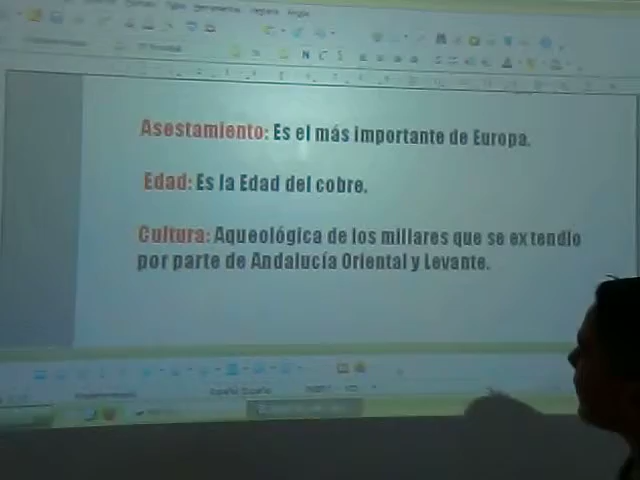 Asestamiento: Es el más importante de Europa.
Edad: Es la Edad del cobre.
Cultura: Aqueológica de los millares que se extendio
por parte de Andalucía Oriental y Levante.
N C S